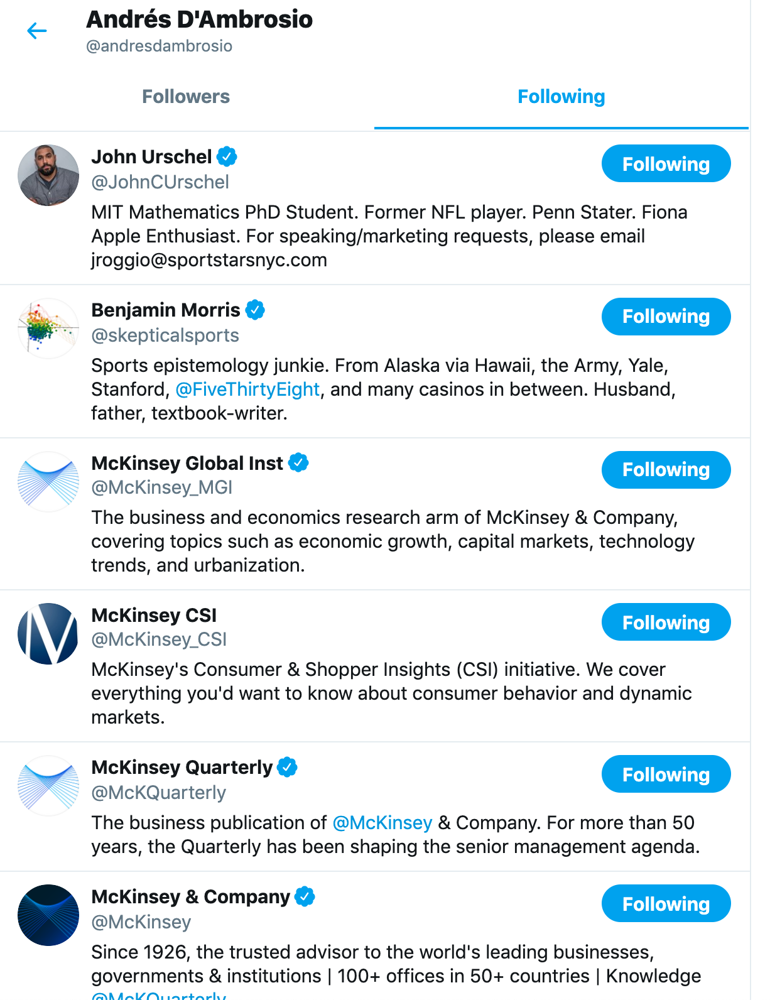 Andrés D'Ambrosio
@andresdambrosio
Followers
Following
John Urschel
Following
@JohnCUrschel
MIT Mathematics PhD Student. Former NFL player. Penn Stater. Fiona
Apple Enthusiast. For speaking/marketing requests, please email
jroggio@sportstarsnyc.com
Benjamin Morris
Following
@skepticalsports
Sports epistemology junkie. From Alaska via Hawaii, the Army, Yale,
Stanford, @FiveThirtyEight, and many casinos in between. Husband,
father, textbook-writer.
McKinsey Global Inst
Following
@McKinsey_MGI
The business and economics research arm of McKinsey & Company,
covering topics such as economic growth, capital markets, technology
trends, and urbanization.
McKinsey CSI
Following
@McKinsey_CSI
McKinsey's Consumer & Shopper Insights (CSI) initiative. We cover
everything you'd want to know about consumer behavior and dynamic
markets.
McKinsey Quarterly
Following
@McKQuarterly
The business publication of @McKinsey & Company. For more than 50
years, the Quarterly has been shaping the senior management agenda.
McKinsey & Company
Following
@McKinsey
Since 1926, the trusted advisor to the world's leading businesses,
governments & institutions | 100+ offices in 50+ countries | Knowledge
@McKQuarterly